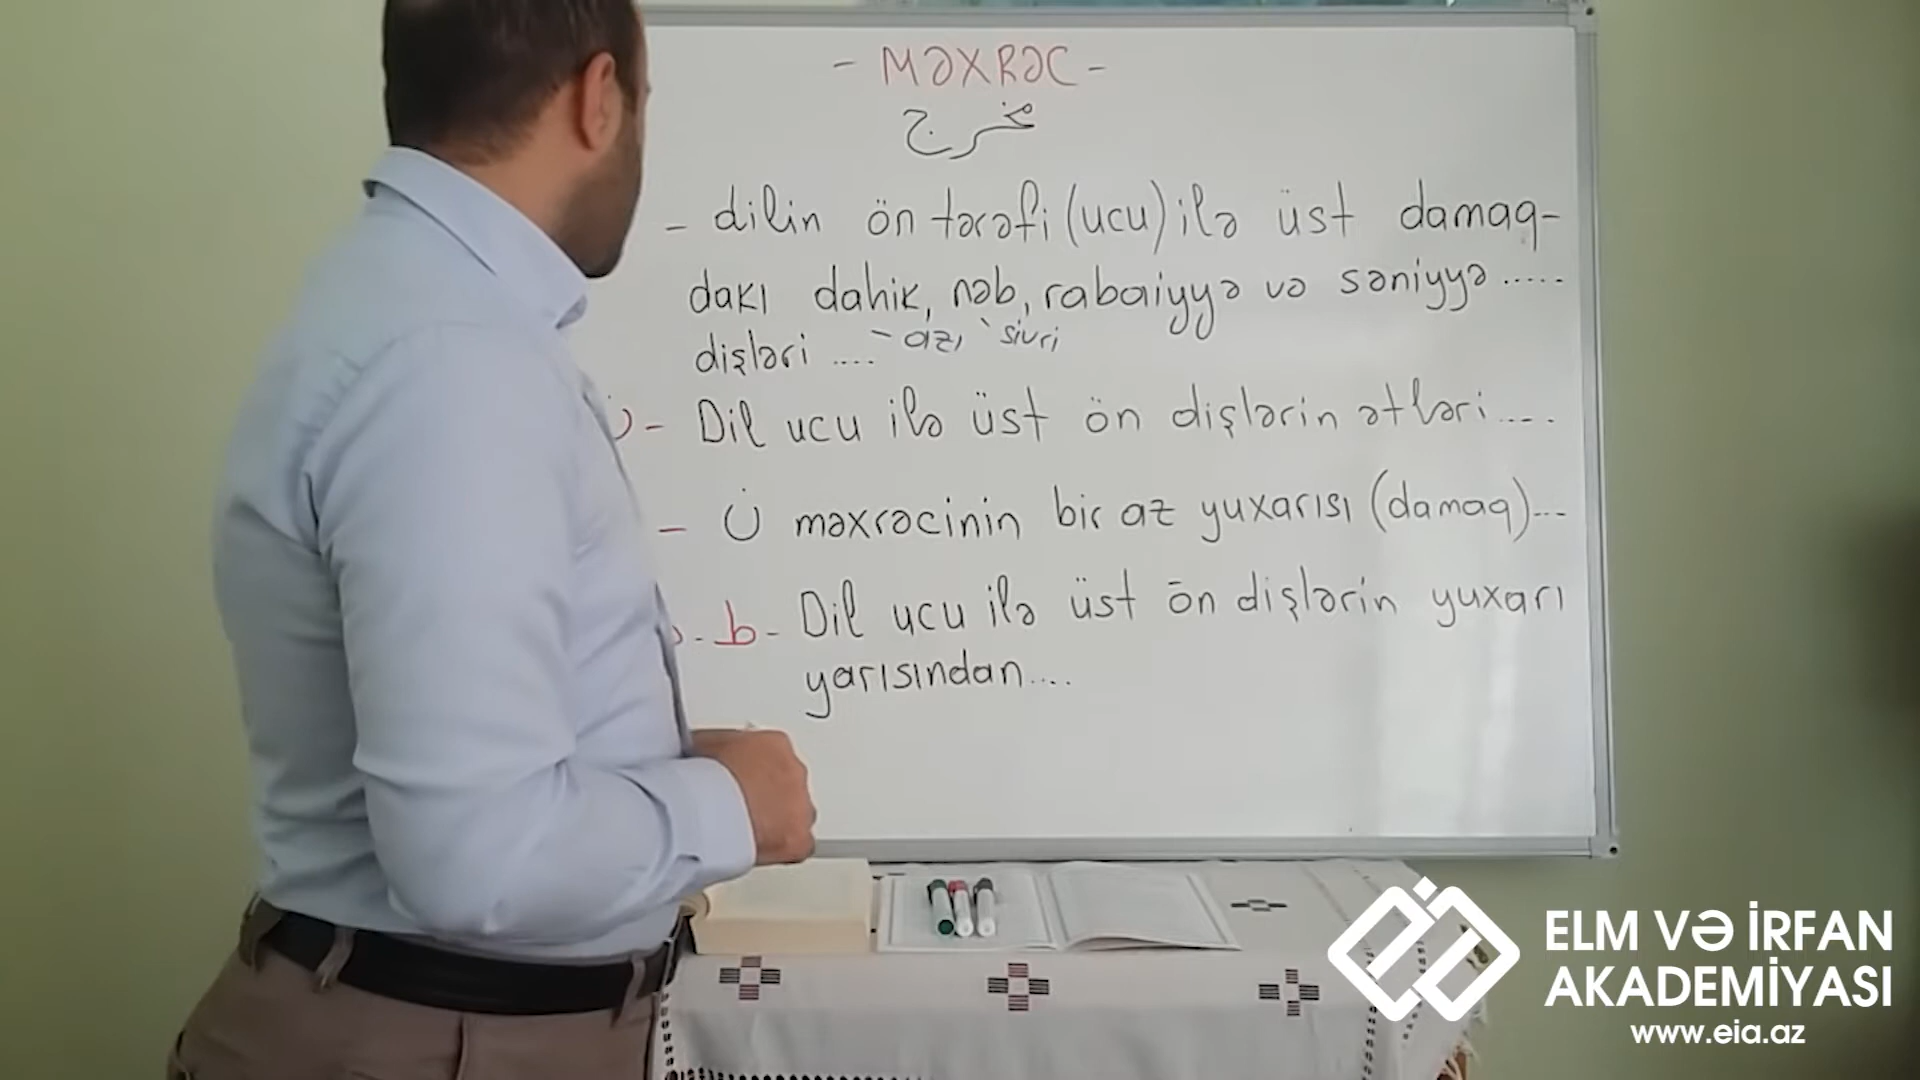 - MƏXRƏC -
مخرج
- dilin ön tərəfi (ucu) ilə üst damaq-
dakı dahik, nəb, rabaiyyə və səniyyə .....
dişləri .... - azı ` sivri
ن - Dil ucu ilə üst ön dişlərin ətləri ....
- ن məxrəcinin bir az yuxarısı (damaq)...
. ط - Dil ucu ilə üst ön dişlərin yuxarı
yarısından....
ELM VƏ İRFAN
AKADEMİYASI
www.eia.az